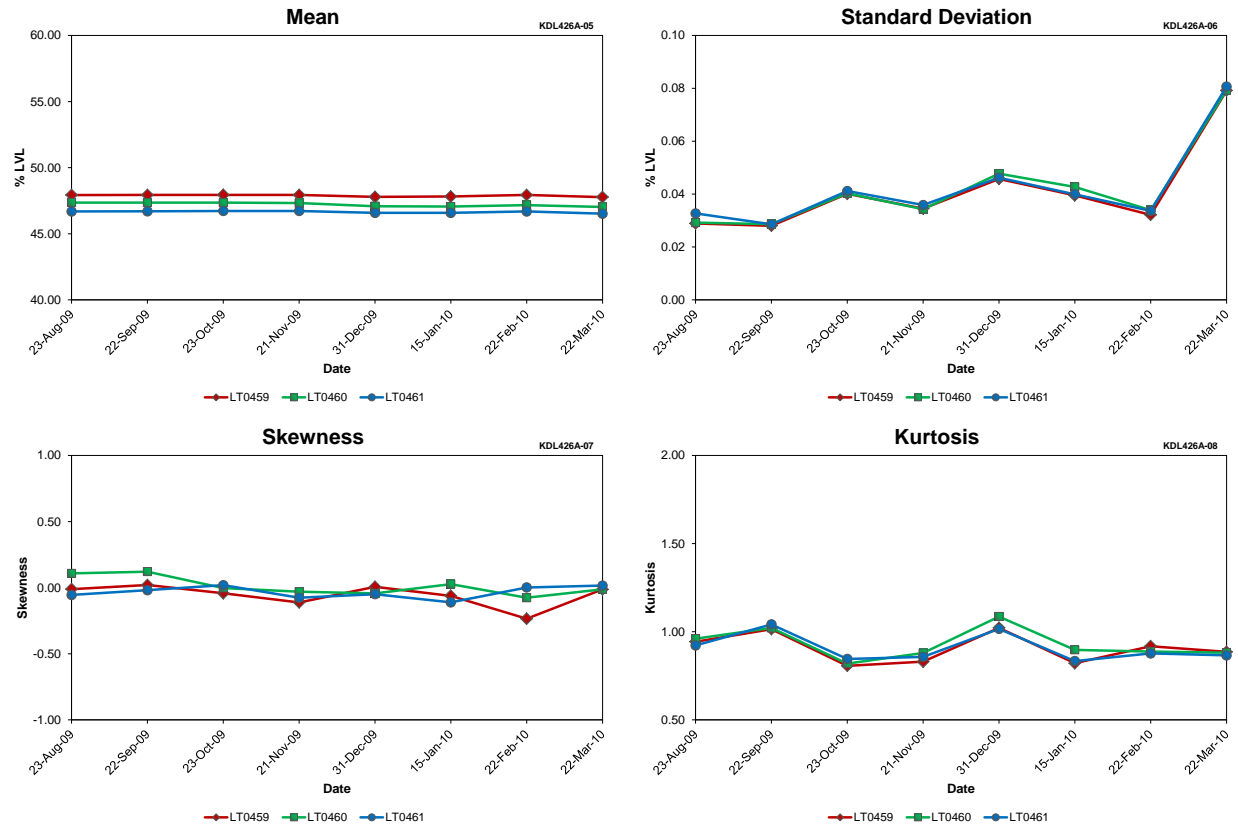 Mean
KDL426A-05
60.00
55.00
50.00
45.00
40.00
% LVL
23-Aug-09
22-Sep-09
23-Oct-09
21-Nov-09
31-Dec-09
15-Jan-10
22-Feb-10
22-Mar-10
Date
LT0459 LT0460 LT0461
Standard Deviation
KDL426A-06
0.10
0.08
0.06
0.04
0.02
0.00
% LVL
23-Aug-09
22-Sep-09
23-Oct-09
21-Nov-09
31-Dec-09
15-Jan-10
22-Feb-10
22-Mar-10
Date
LT0459 LT0460 LT0461
Skewness
KDL426A-07
1.00
0.50
0.00
-0.50
-1.00
Skewness
23-Aug-09
22-Sep-09
23-Oct-09
21-Nov-09
31-Dec-09
15-Jan-10
22-Feb-10
22-Mar-10
Date
LT0459 LT0460 LT0461
Kurtosis
KDL426A-08
2.00
1.50
1.00
0.50
Kurtosis
23-Aug-09
22-Sep-09
23-Oct-09
21-Nov-09
31-Dec-09
15-Jan-10
22-Feb-10
22-Mar-10
Date
LT0459 LT0460 LT0461